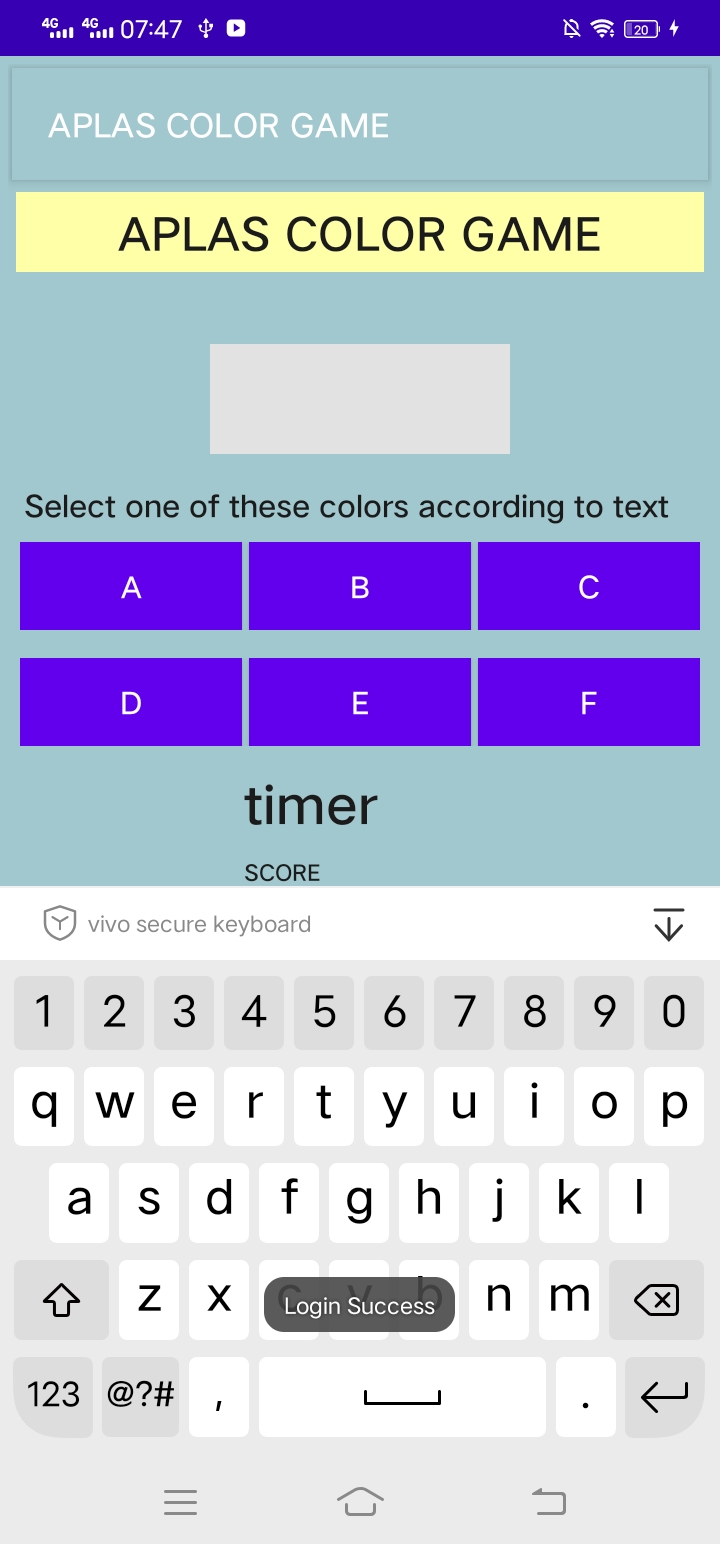 4G 4G 07:47 20
APLAS COLOR GAME
APLAS COLOR GAME
Select one of these colors according to text
A B C
D E F
timer
SCORE
vivo secure keyboard
1 2 3 4 5 6 7 8 9 0
q w e r t y u i o p
a s d f g h j k l
z x c v b n m
Login Success
123 @?# , .